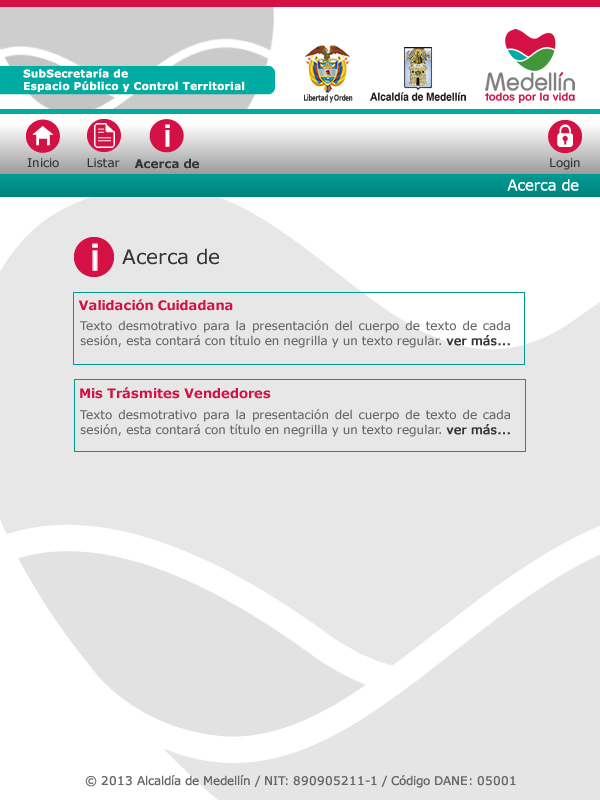 SubSecretaría de
Espacio Público y Control Territorial
Libertad y Orden
Alcaldía de Medellín
Medellín
todos por la vida
Inicio
Listar
Acerca de
Login
Acerca de
Acerca de
Validación Cuidadana
Texto desmotrativo para la presentación del cuerpo de texto de cada
sesión, esta contará con título en negrilla y un texto regular. ver más...
Mis Trásmites Vendedores
Texto desmotrativo para la presentación del cuerpo de texto de cada
sesión, esta contará con título en negrilla y un texto regular. ver más...
© 2013 Alcaldía de Medellín / NIT: 890905211-1 / Código DANE: 05001